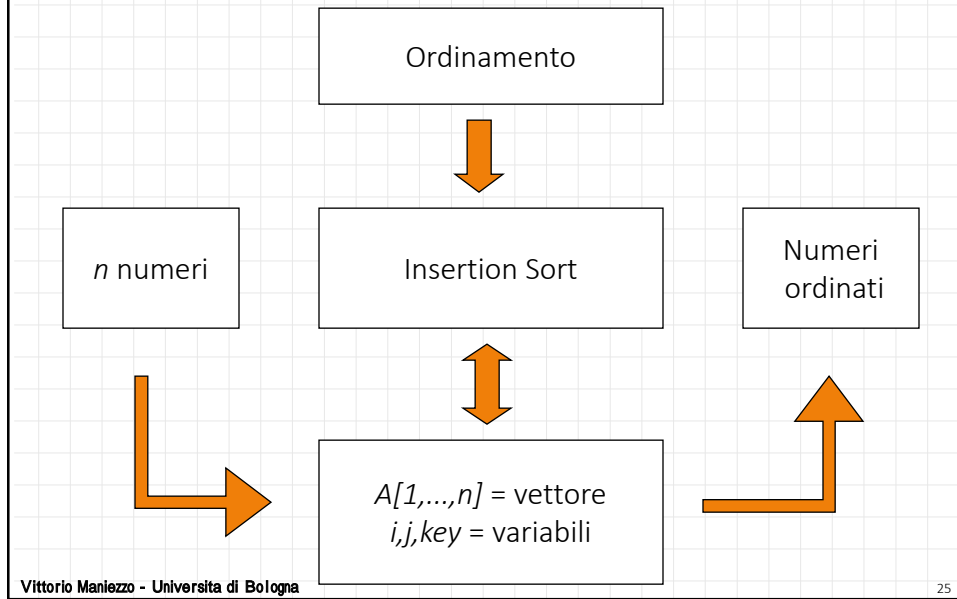 Ordinamento
n numeri
Insertion Sort
Numeri
ordinati
A[1,...,n] = vettore
i,j,key = variabili
Vittorio Maniezzo - Universita di Bologna
25